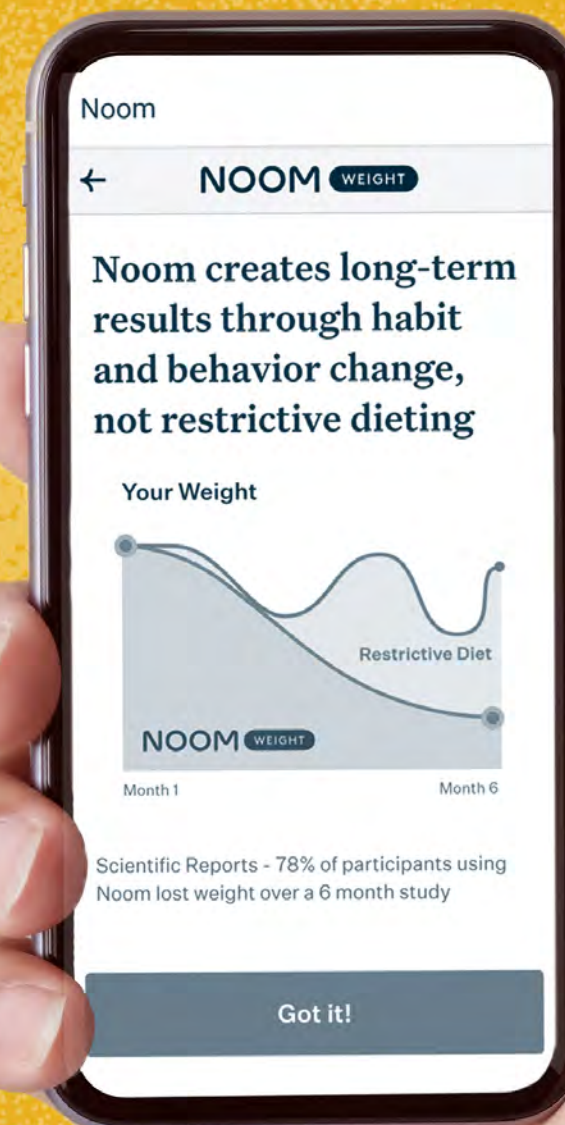 Noom
NOOM WEIGHT
Noom creates long-term
results through habit
and behavior change,
not restrictive dieting
Your Weight
Restrictive Diet
NOOM WEIGHT
Month 1
Month 6
Scientific Reports - 78% of participants using
Noom lost weight over a 6 month study
Got it!